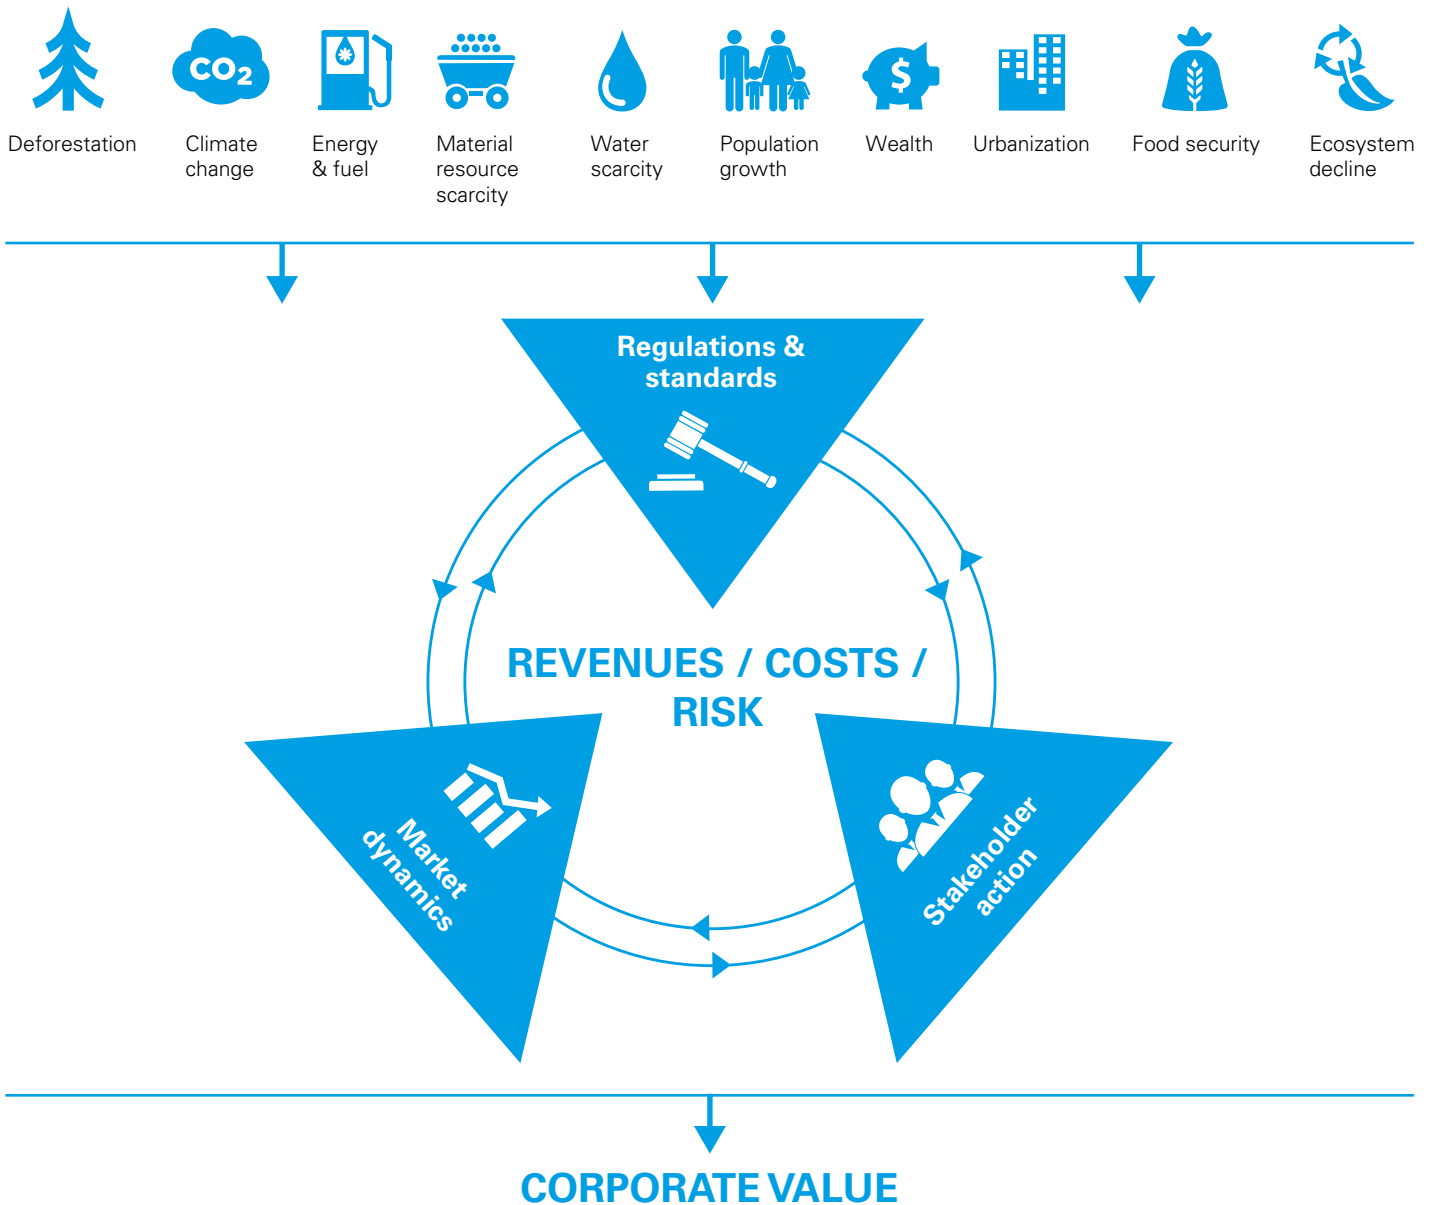 CO2
$
Deforestation
Climate
change
Energy
& fuel
Material
resource
scarcity
Water
scarcity
Population
growth
Wealth
Urbanization
Food security
Ecosystem
decline
Regulations &
standards
REVENUES / COSTS /
RISK
Market
dynamics
Stakeholder
action
CORPORATE VALUE